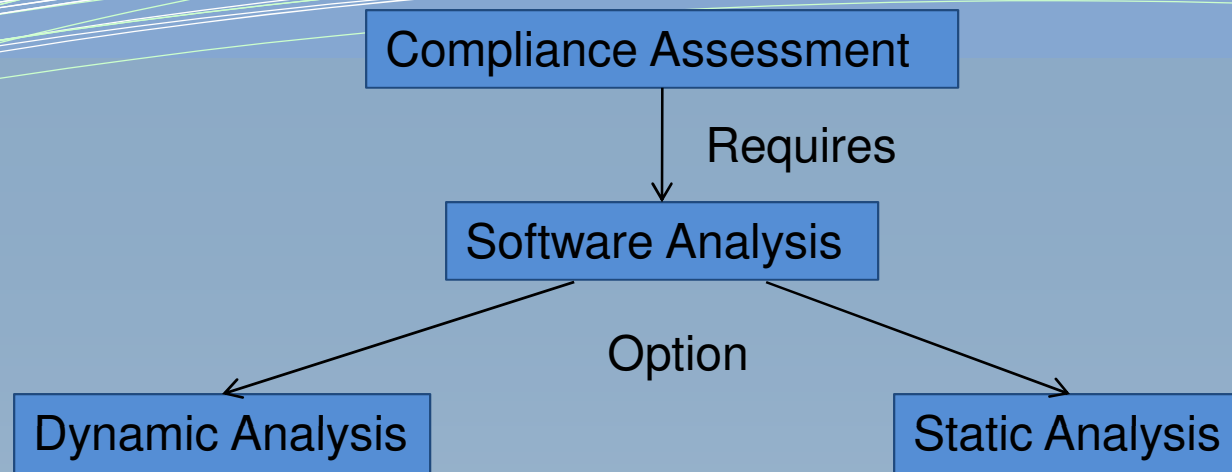 Compliance Assessment
Requires
Software Analysis
Option
Dynamic Analysis
Static Analysis